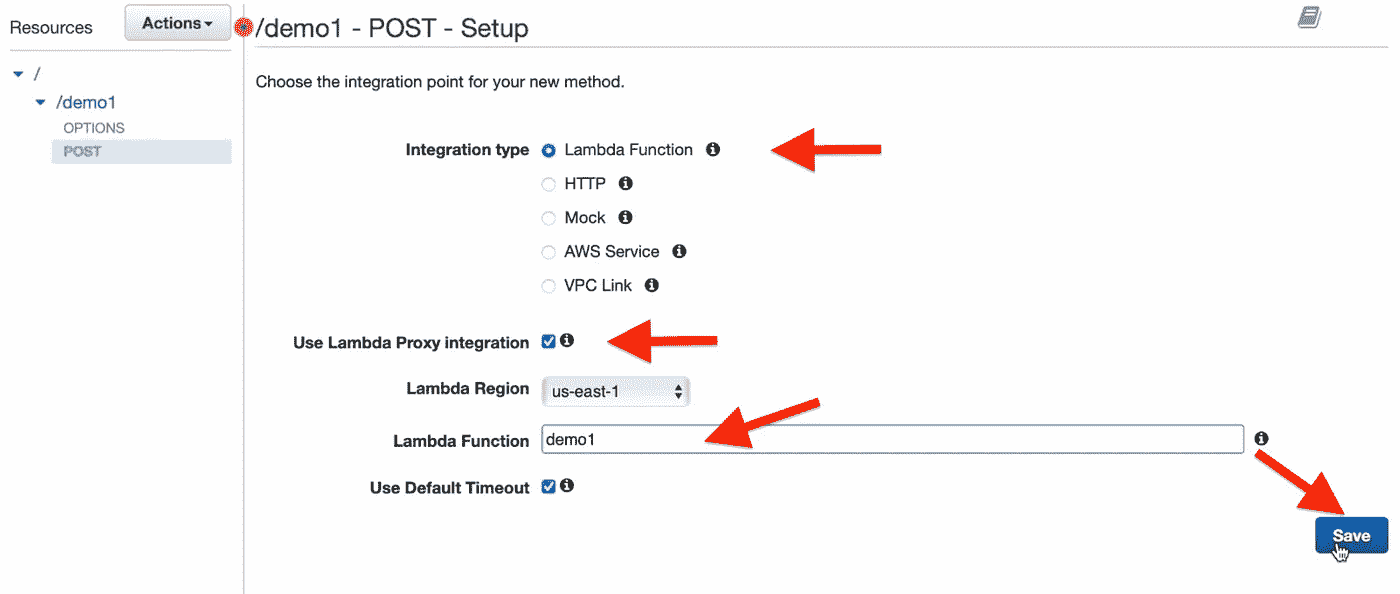 Resources
Actions
/demo1 - POST - Setup
/
/demo1
OPTIONS
POST
Choose the integration point for your new method.
Integration type
Lambda Function
HTTP
Mock
AWS Service
VPC Link
Use Lambda Proxy integration
Lambda Region us-east-1
Lambda Function demo1
Use Default Timeout
Save